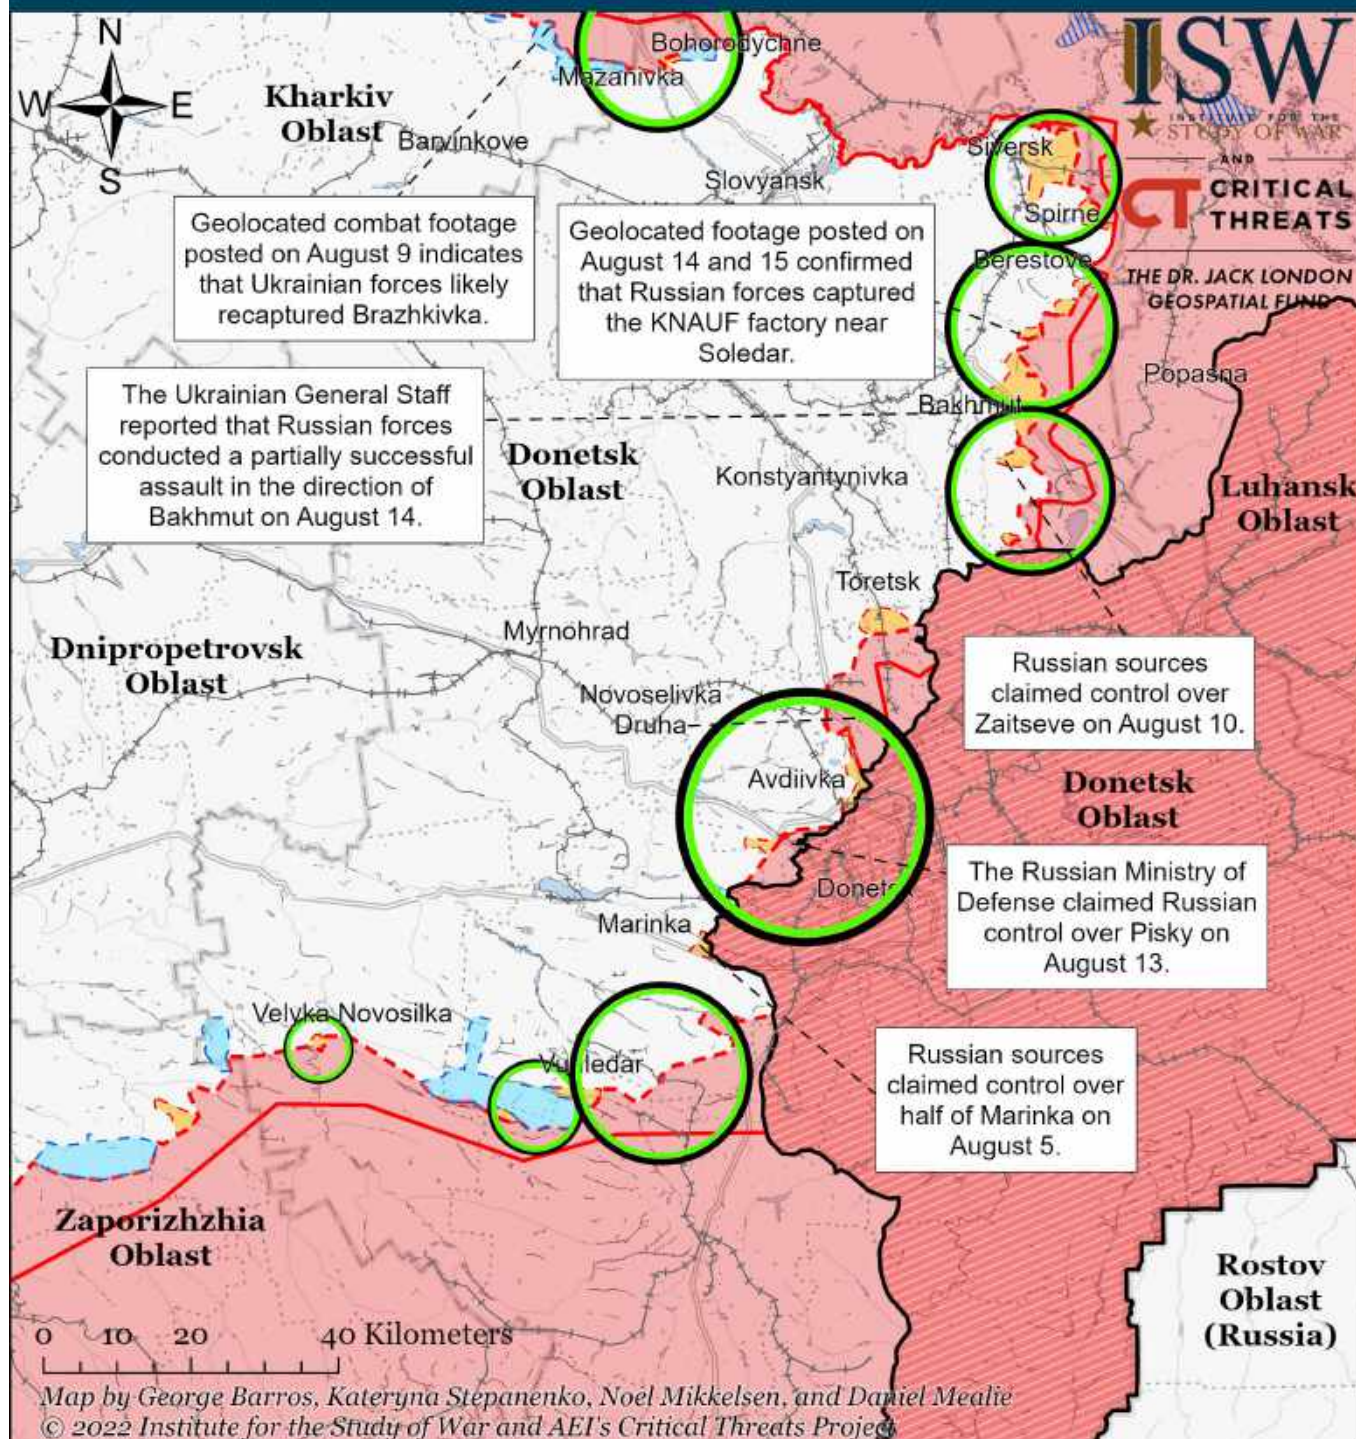 N
W
E
S
Kharkiv
Oblast
Barvinkove
Bohorodychne
Mazanivka
Slovyansk
Siversk
Spirne
Berestove
ISW
INSTITUTE FOR THE
STUDY OF WAR
AND
CT CRITICAL
THREATS
THE DR. JACK LONDON
GEOSPATIAL FUND
Geolocated combat footage
posted on August 9 indicates
that Ukrainian forces likely
recaptured Brazhkivka.
Geolocated footage posted on
August 14 and 15 confirmed
that Russian forces captured
the KNAUF factory near
Soledar.
The Ukrainian General Staff
reported that Russian forces
conducted a partially successful
assault in the direction of
Bakhmut on August 14.
Popasna
Bakhmut
Donetsk
Oblast
Konstyantynivka
Luhansk
Oblast
Toretsk
Myrnohrad
Dnipropetrovsk
Oblast
Novoselivka
Druha
Russian sources
claimed control over
Zaitseve on August 10.
Avdiivka
Donetsk
Oblast
The Russian Ministry of
Defense claimed Russian
control over Pisky on
August 13.
Donetsk
Marinka
Velyka Novosilka
Vuhledar
Russian sources
claimed control over
half of Marinka on
August 5.
Zaporizhzhia
Oblast
Rostov
Oblast
(Russia)
0 10 20 40 Kilometers
Map by George Barros, Kateryna Stepanenko, Noel Mikkelsen, and Daniel Mealie
© 2022 Institute for the Study of War and AEI's Critical Threats Project